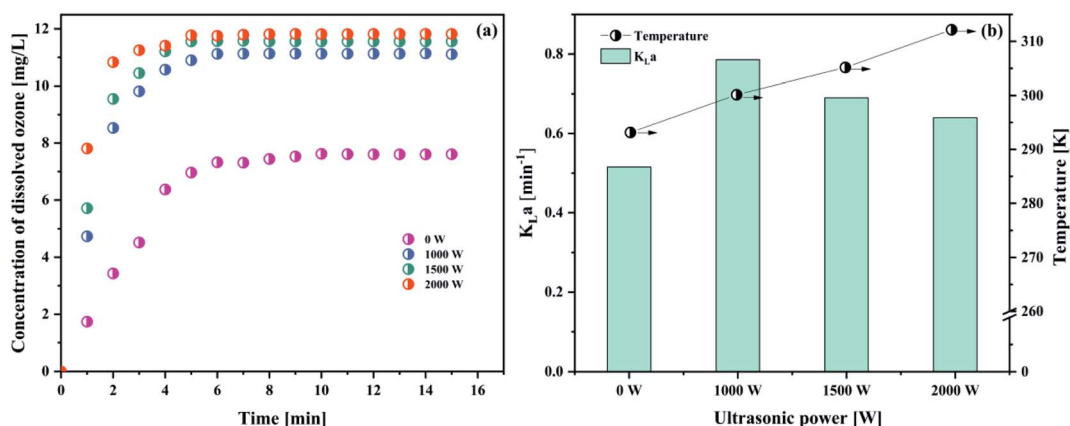 (a)
Concentration of dissolved ozone [mg/L]
12
10
8
6
4
2
0
0 W
1000 W
1500 W
2000 W
0 2 4 6 8 10 12 14 16
Time [min]
(b)
Temperature
KLa
KLa [min-1]
0.8
0.6
0.4
0.2
0.0
310
300
290
280
270
260
0
Temperature [K]
0 W 1000 W 1500 W 2000 W
Ultrasonic power [W]